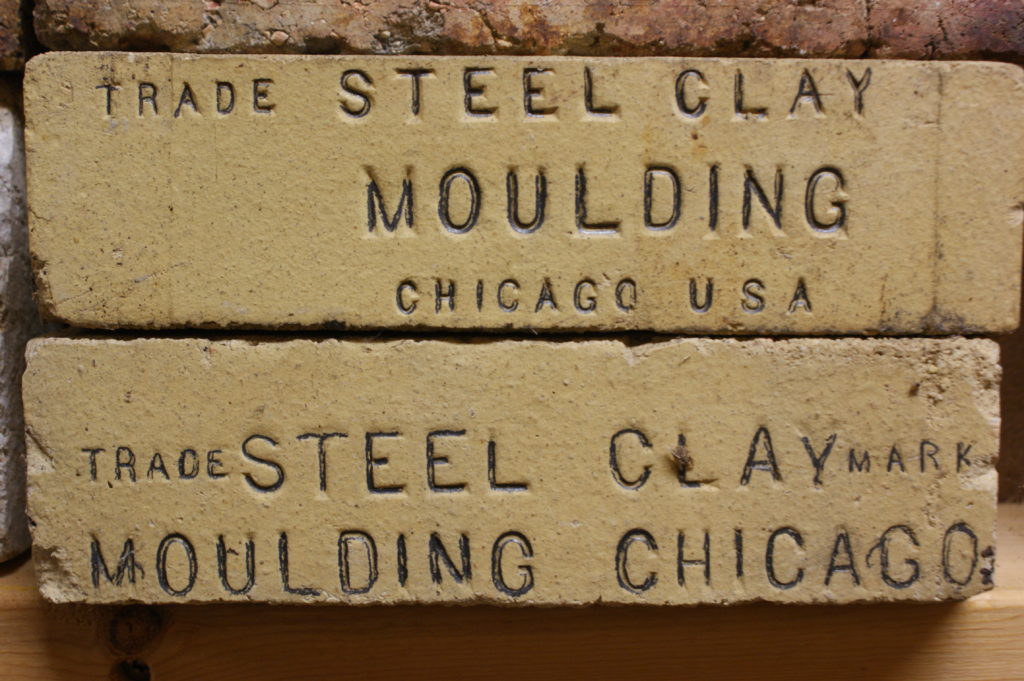 TRADE STEEL CLAY
MOULDING
CHICAGO USA
TRADE STEEL CLAY MARK
MOULDING CHICAGO